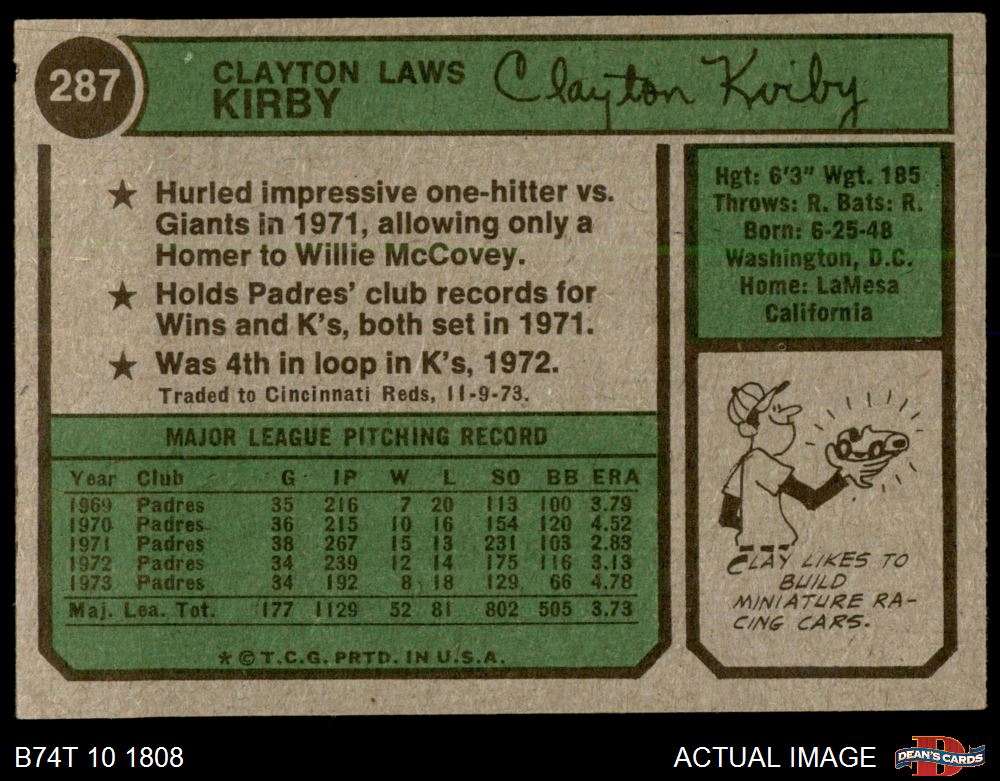 287
CLAYTON LAWS
KIRBY
Clayton Kirby
★ Hurled impressive one-hitter vs.
Giants in 1971, allowing only a
Homer to Willie McCovey.
★ Holds Padres' club records for
Wins and K's, both set in 1971.
★ Was 4th in loop in K's, 1972.
Traded to Cincinnati Reds, 11-9-73.
MAJOR LEAGUE PITCHING RECORD
Year Club G IP W L SO BB ERA
1969 Padres 35 216 7 20 113 100 3.79
1970 Padres 36 215 10 16 154 120 4.52
1971 Padres 38 267 15 13 231 103 2.83
1972 Padres 34 239 12 14 175 116 3.13
1973 Padres 34 192 8 18 129 66 4.78
Maj. Lea. Tot. 177 1129 52 81 802 505 3.73
* © T.C.G. PRTD. IN U.S.A.
Hgt: 6'3" Wgt. 185
Throws: R. Bats: R.
Born: 6-25-48
Washington, D.C.
Home: LaMesa
California
CLAY LIKES TO
BUILD
MINIATURE RA-
CING CARS.
B74T 10 1808
ACTUAL IMAGE
D
DEAN'S CARDS